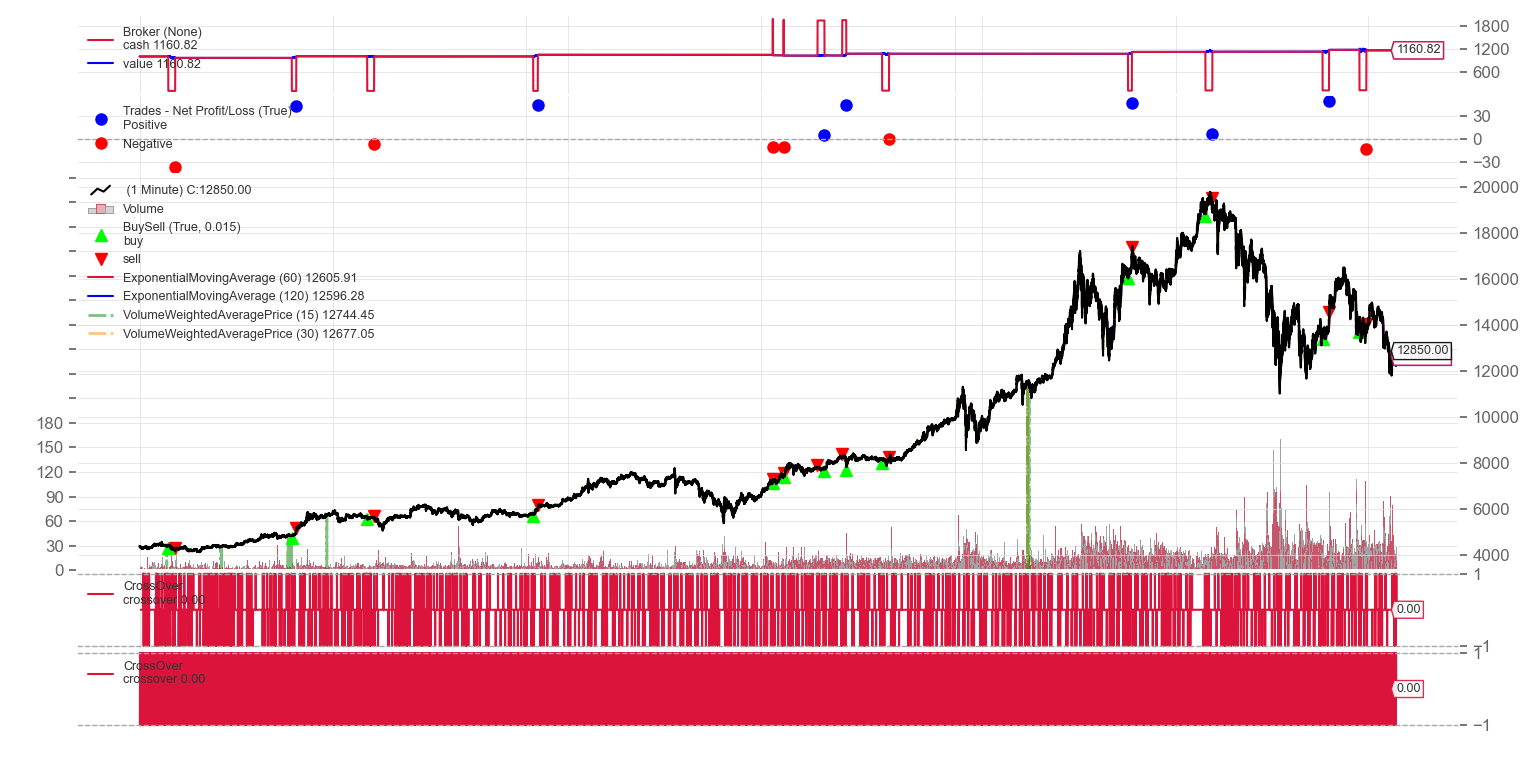 Broker (None)
cash 1160.82
value 1160.82
1800
1200
600
1160.82
Trades - Net Profit/Loss (True)
Positive
Negative
30
0
−30
(1 Minute) C:12850.00
Volume
BuySell (True, 0.015)
buy
sell
ExponentialMovingAverage (60) 12605.91
ExponentialMovingAverage (120) 12596.28
VolumeWeightedAveragePrice (15) 12744.45
VolumeWeightedAveragePrice (30) 12677.05
20000
18000
16000
14000
12850.00
12000
10000
8000
6000
4000
180
150
120
90
60
30
0
CrossOver
crossover 0.00
1
0.00
−1
CrossOver
crossover 0.00
1
0.00
−1